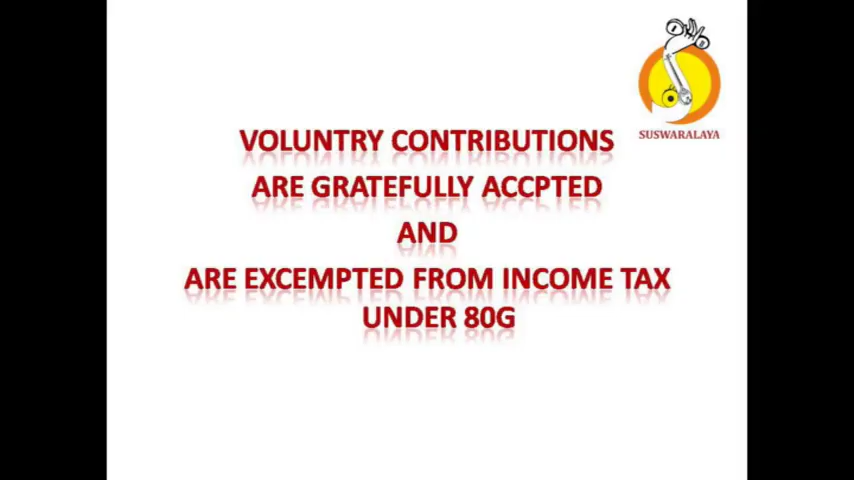 SUSWARALAYA
VOLUNTRY CONTRIBUTIONS
ARE GRATEFULLY ACCPTED
AND
ARE EXCEMPTED FROM INCOME TAX
UNDER 80G